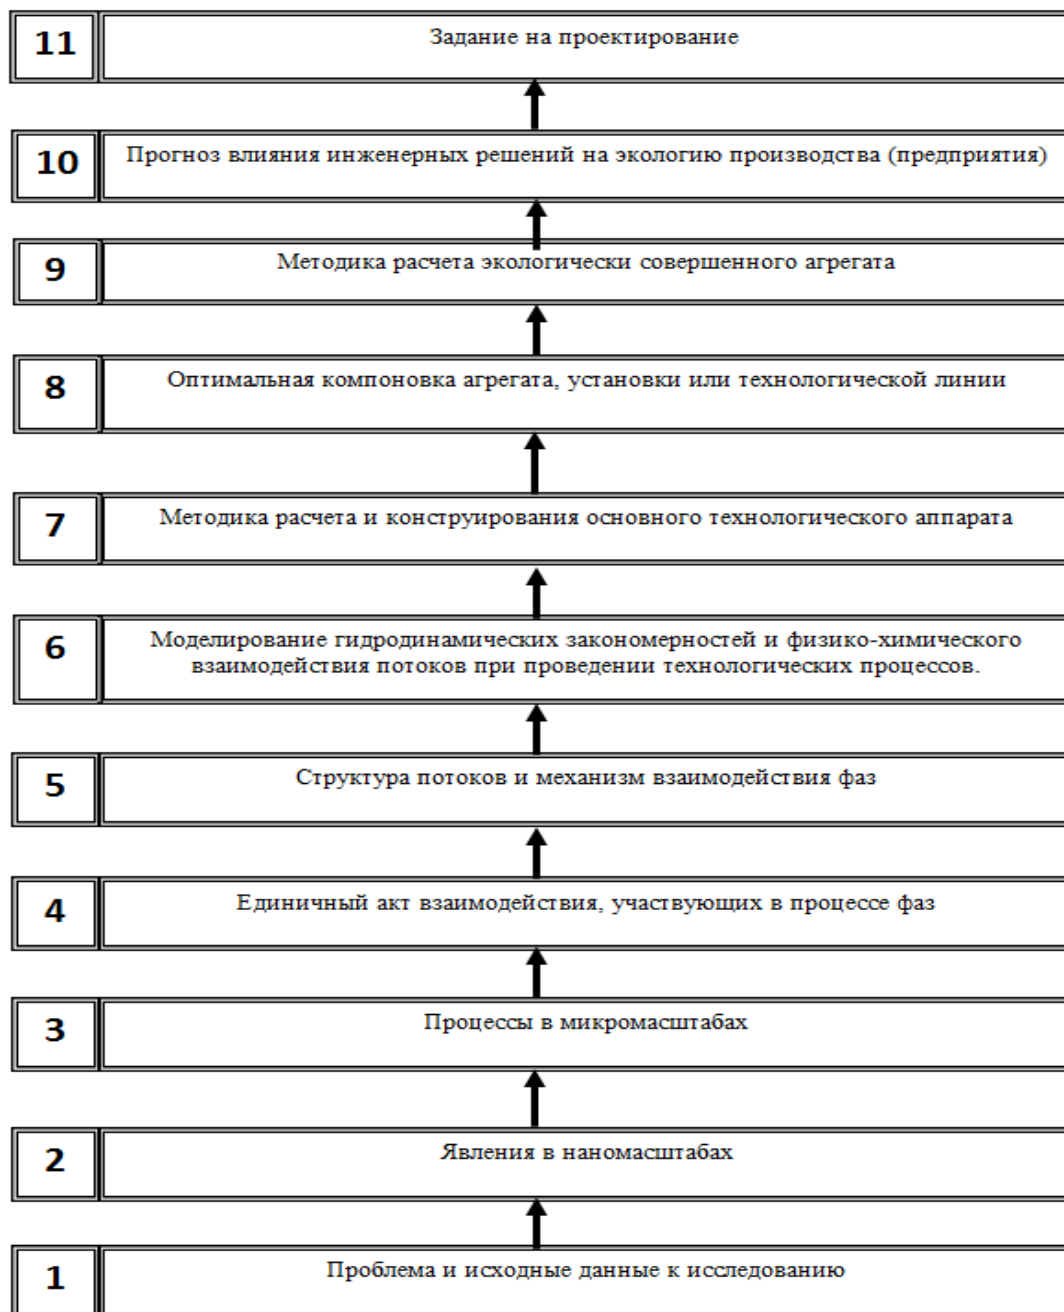 11
Задание на проектирование
10
Прогноз влияния инженерных решений на экологию производства (предприятия)
9
Методика расчета экологически совершенного агрегата
8
Оптимальная компоновка агрегата, установки или технологической линии
7
Методика расчета и конструирования основного технологического аппарата
6
Моделирование гидродинамических закономерностей и физико-химического
взаимодействия потоков при проведении технологических процессов.
5
Структура потоков и механизм взаимодействия фаз
4
Единичный акт взаимодействия, участвующих в процессе фаз
3
Процессы в микромасштабах
2
Явления в наномасштабах
1
Проблема и исходные данные к исследованию